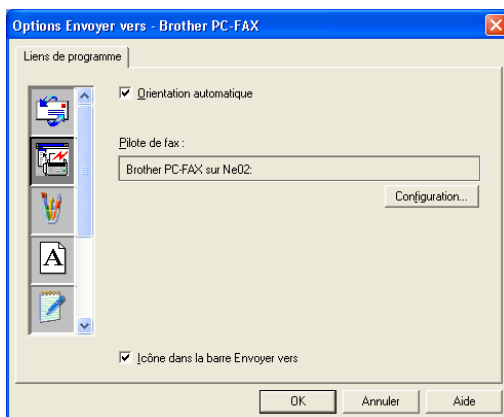 Options Envoyer vers - Brother PC-FAX
Liens de programme
Orientation automatique
Pilote de fax :
Brother PC-FAX sur Ne02:
Configuration...
Icône dans la barre Envoyer vers
OK
Annuler
Aide